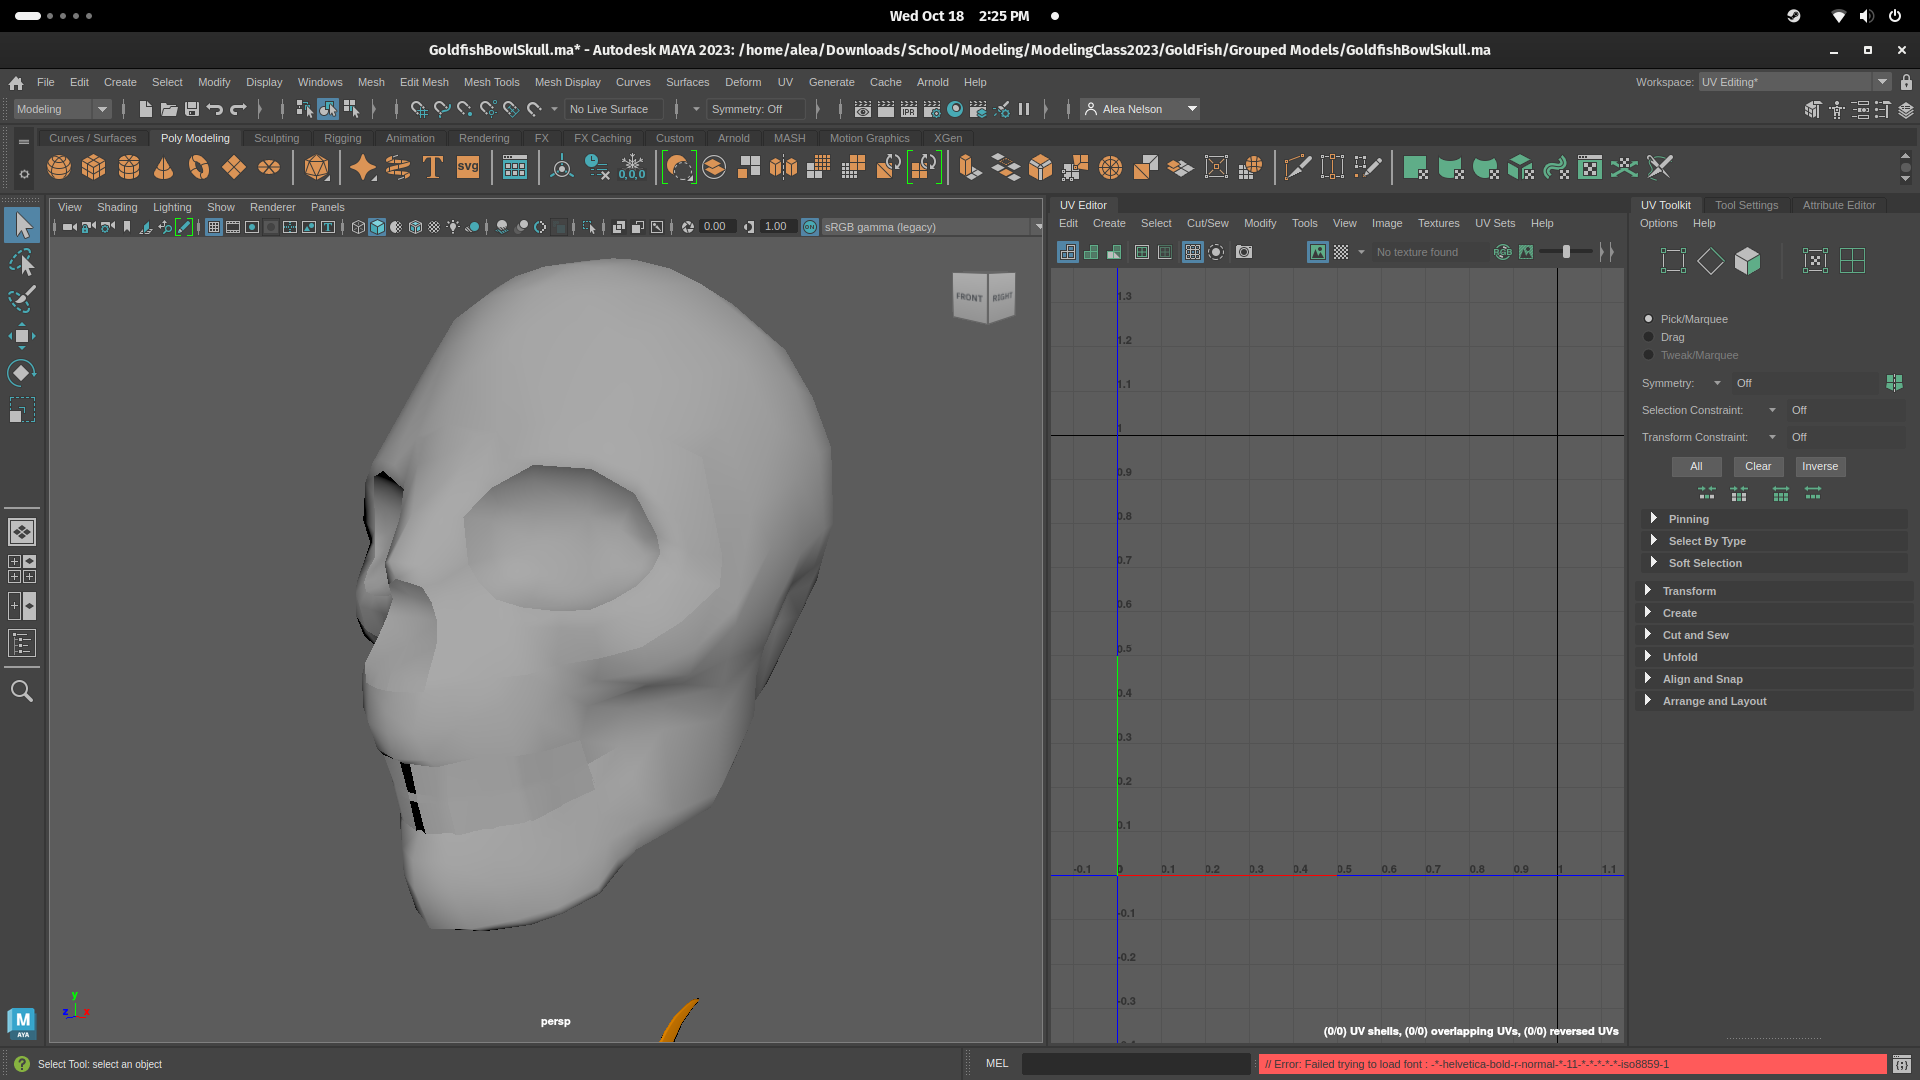 Wed Oct 18 2:25 PM
GoldfishBowlSkull.ma* - Autodesk MAYA 2023: /home/alea/Downloads/School/Modeling/ModelingClass2023/GoldFish/Grouped Models/GoldfishBowlSkull.ma
File Edit Create Select Modify Display Windows Mesh Edit Mesh Mesh Tools Mesh Display Curves Surfaces Deform UV Generate Cache Arnold Help
Workspace: UV Editing*
Modeling
No Live Surface
Symmetry: Off
IPR
Alea Nelson
Curves / Surfaces Poly Modeling Sculpting Rigging Animation Rendering FX FX Caching Custom Arnold MASH Motion Graphics XGen
T svg 0,0,0
View Shading Lighting Show Renderer Panels
0.00 1.00 ON sRGB gamma (legacy)
FRONT RIGHT
y
z x
persp
UV Editor
Edit Create Select Cut/Sew Modify Tools View Image Textures UV Sets Help
No texture found
RGB
1.3
1.2
1.1
1
0.9
0.8
0.7
0.6
0.5
0.4
0.3
0.2
0.1
-0.1 0 0.1 0.2 0.3 0.4 0.5 0.6 0.7 0.8 0.9 1 1.1
-0.1
-0.2
-0.3
(0/0) UV shells, (0/0) overlapping UVs, (0/0) reversed UVs
UV Toolkit Tool Settings Attribute Editor
Options Help
Pick/Marquee
Drag
Tweak/Marquee
Symmetry: Off
Selection Constraint: Off
Transform Constraint: Off
All Clear Inverse
Pinning
Select By Type
Soft Selection
Transform
Create
Cut and Sew
Unfold
Align and Snap
Arrange and Layout
M
AYA
Select Tool: select an object
MEL
// Error: Failed trying to load font : -*-helvetica-bold-r-normal-*-11-*-*-*-*-*-iso8859-1